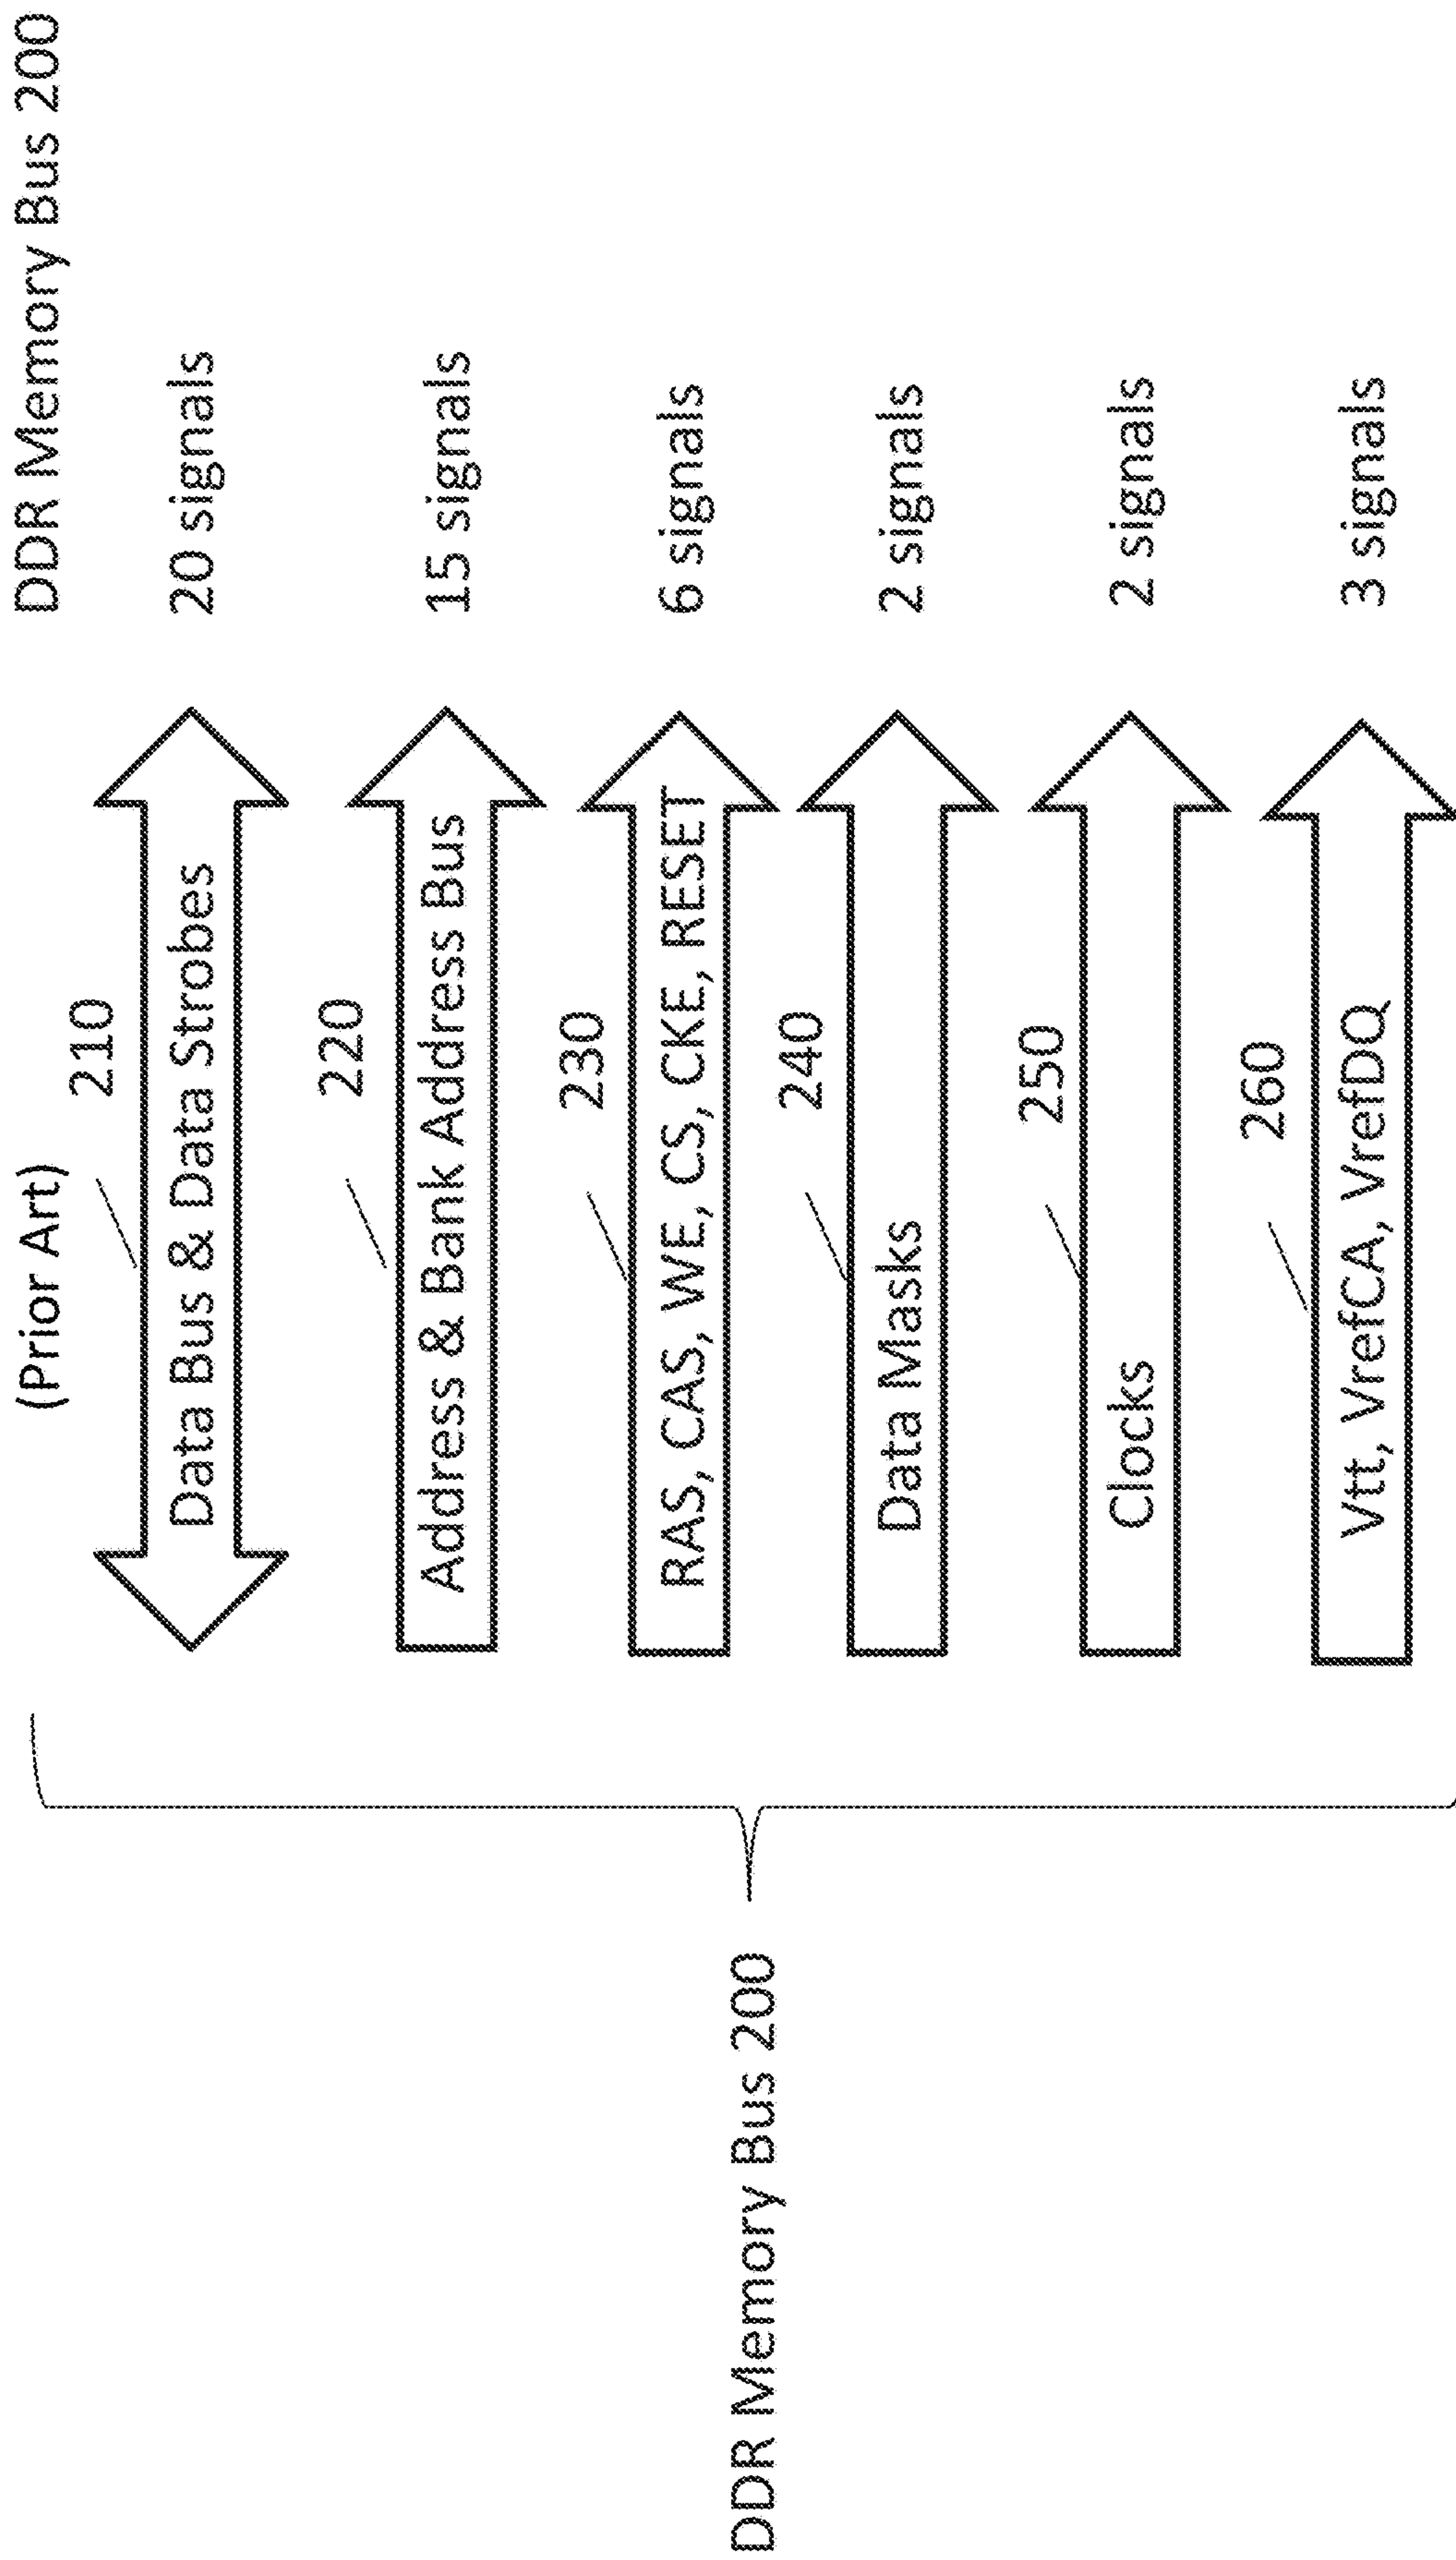 (Prior Art)
DDR Memory Bus 200
210
Data Bus & Data Strobes
20 signals
220
Address & Bank Address Bus
15 signals
230
RAS, CAS, WE, CS, CKE, RESET
6 signals
DDR Memory Bus 200
240
Data Masks
2 signals
250
Clocks
2 signals
260
Vtt, VrefCA, VrefDQ
3 signals